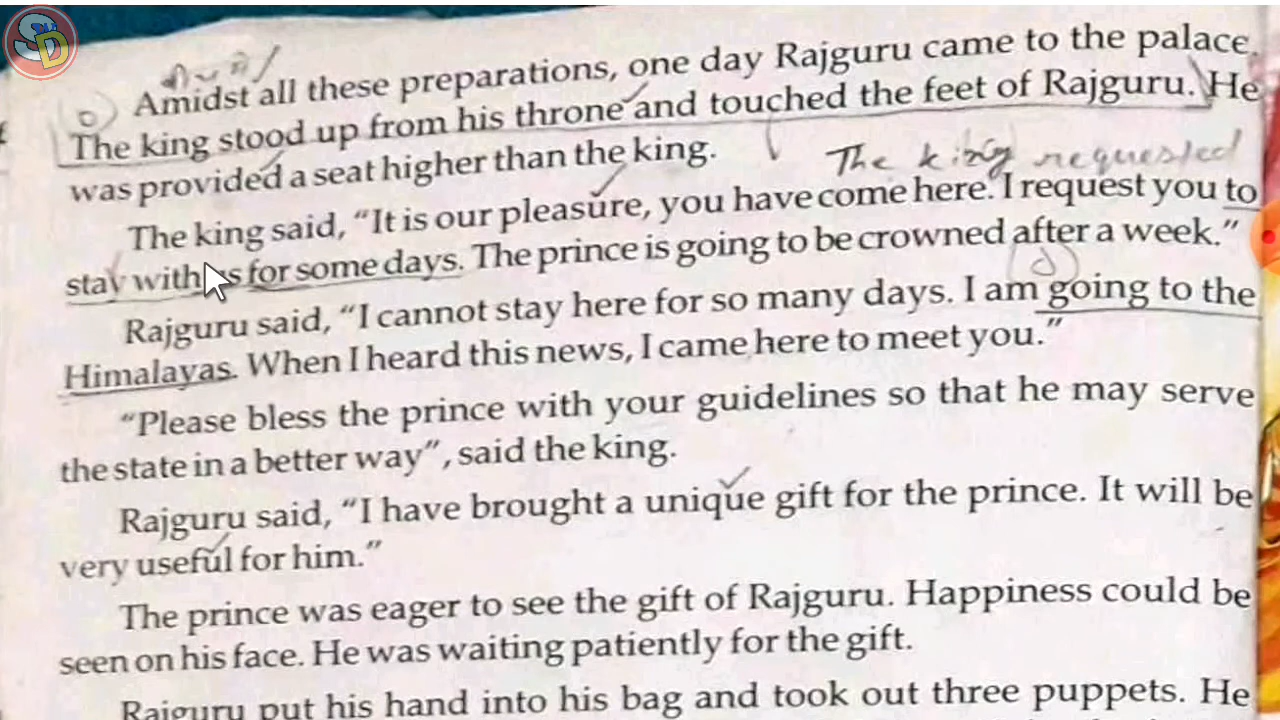 SD
Amidst all these preparations, one day Rajguru came to the palace.
The king stood up from his throne and touched the feet of Rajguru. He
was provided a seat higher than the king.
The king requested
The king said, “It is our pleasure, you have come here. I request you to
stay with us for some days. The prince is going to be crowned after a week.”
Rajguru said, “I cannot stay here for so many days. I am going to the
Himalayas. When I heard this news, I came here to meet you.”
“Please bless the prince with your guidelines so that he may serve
the state in a better way”, said the king.
Rajguru said, “I have brought a unique gift for the prince. It will be
very useful for him.”
The prince was eager to see the gift of Rajguru. Happiness could be
seen on his face. He was waiting patiently for the gift.
Rajguru put his hand into his bag and took out three puppets. He